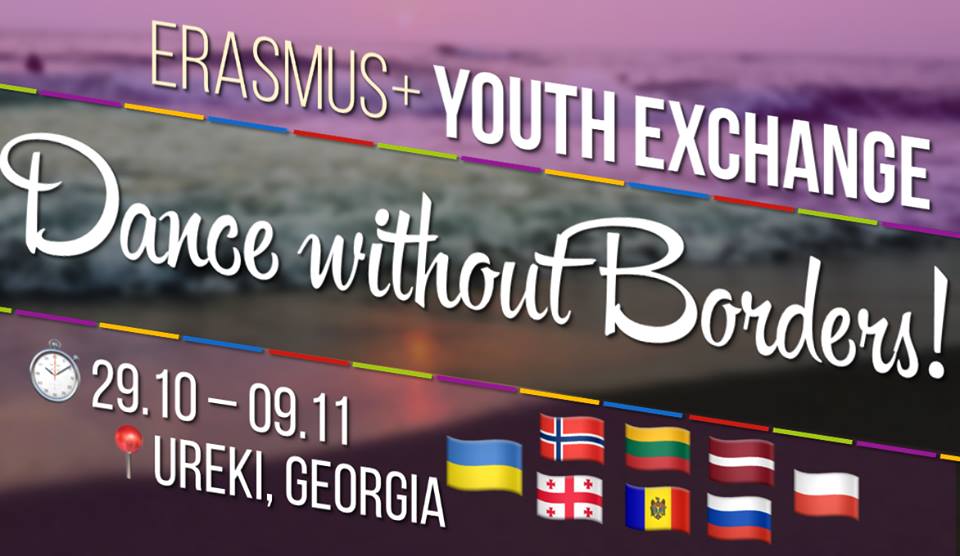 ERASMUS+ YOUTH EXCHANGE
Dance without Borders!
29.10 – 09.11
UREKI, GEORGIA